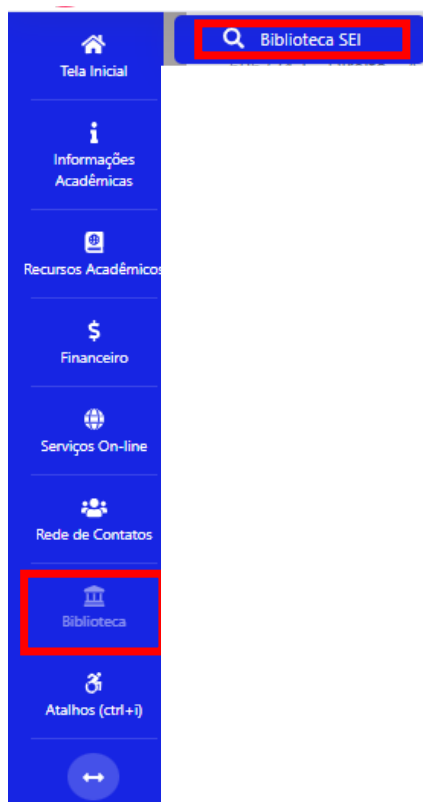 Biblioteca SEI
Tela Inicial
Informações
Acadêmicas
Recursos Acadêmicos
Financeiro
Serviços On-line
Rede de Contatos
Biblioteca
Atalhos (ctrl+i)